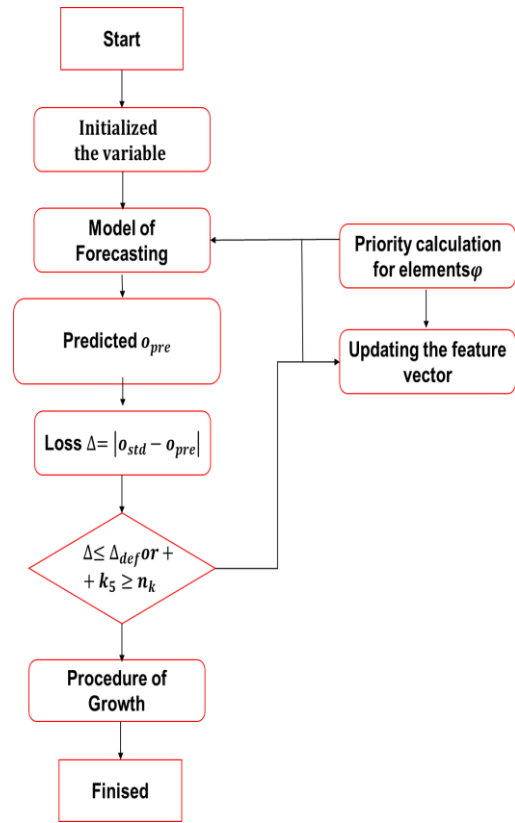 Start
Initialized
the variable
Model of
Forecasting
Priority calculation
for elementsφ
Predicted o_pre
Updating the feature
vector
Loss Δ= |o_std − o_pre|
Δ≤ Δ_def or +
+ k_5 ≥ n_k
Procedure of
Growth
Finised